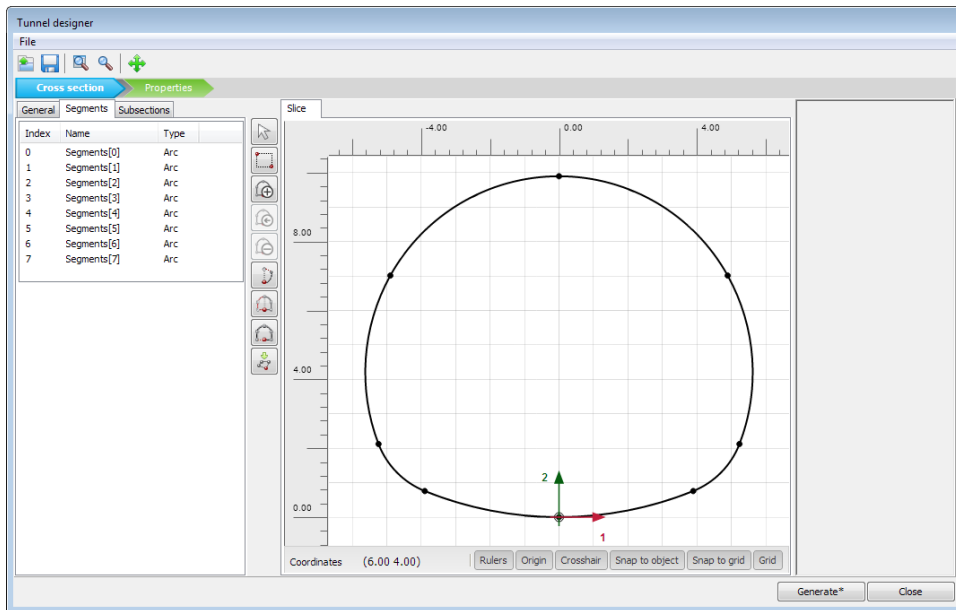 Tunnel designer
File
Cross section Properties
General Segments Subsections
Slice
Index Name Type
0 Segments[0] Arc
1 Segments[1] Arc
2 Segments[2] Arc
3 Segments[3] Arc
4 Segments[4] Arc
5 Segments[5] Arc
6 Segments[6] Arc
7 Segments[7] Arc
-4.00 0.00 4.00
8.00
4.00
0.00
2
1
Coordinates (6.00 4.00) Rulers Origin Crosshair Snap to object Snap to grid Grid
Generate* Close